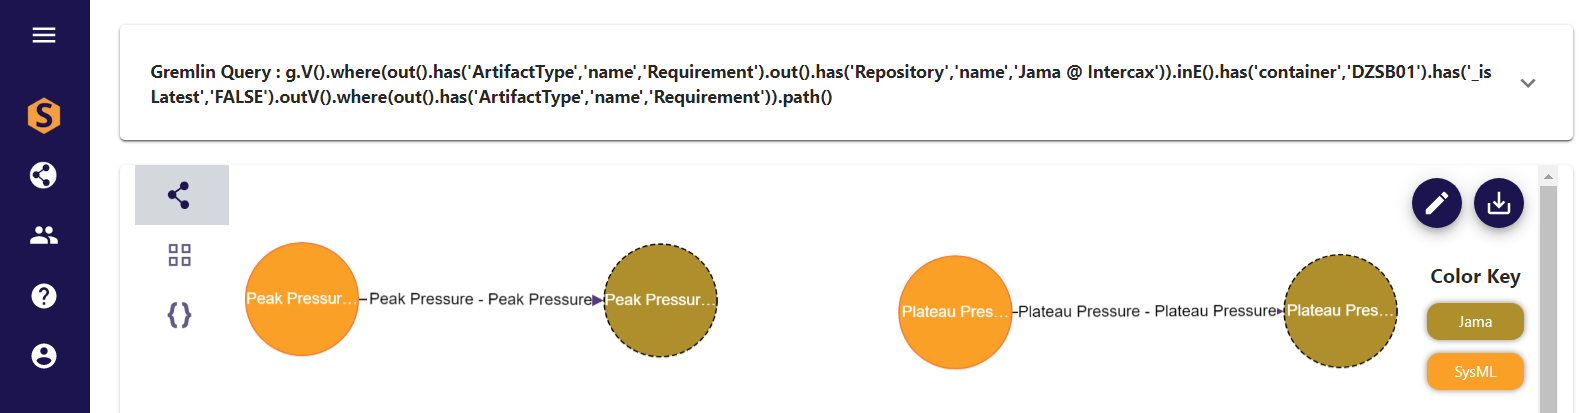 Gremlin Query : g.V().where(out().has('ArtifactType','name','Requirement').out().has('Repository','name','Jama @ Intercax')).inE().has('container','DZSB01').has('_is
Latest','FALSE').outV().where(out().has('ArtifactType','name','Requirement')).path()
S
Peak Pressur... Peak Pressure - Peak Pressure Peak Pressur...
Plateau Pres... Plateau Pressure - Plateau Pressure Plateau Pres...
Color Key
Jama
SysML
{}